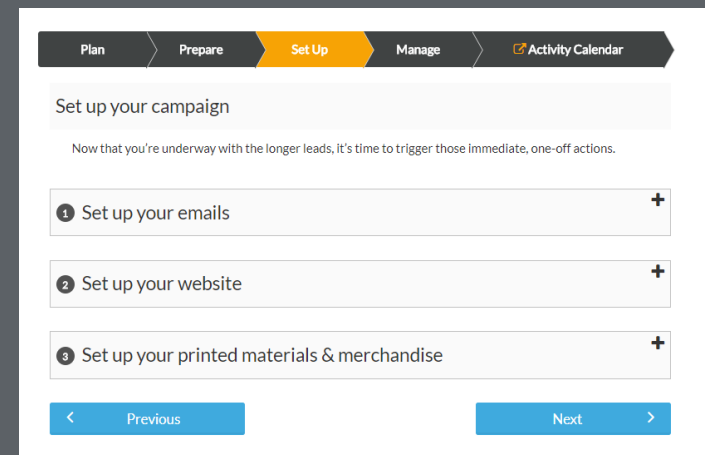 Plan Prepare Set Up Manage Activity Calendar
Set up your campaign
Now that you're underway with the longer leads, it's time to trigger those immediate, one-off actions.
1 Set up your emails
2 Set up your website
3 Set up your printed materials & merchandise
Previous Next